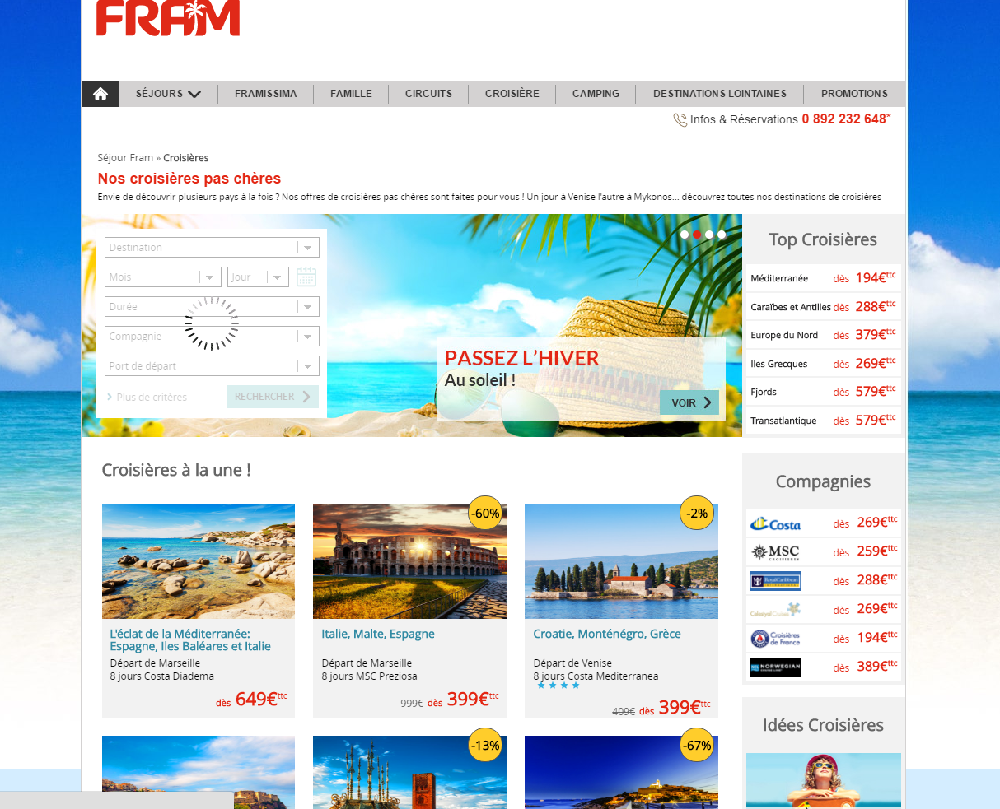 FRAM
SÉJOURS FRAMISSIMA FAMILLE CIRCUITS CROISIÈRE CAMPING DESTINATIONS LOINTAINES PROMOTIONS
Infos & Réservations 0 892 232 648*
Séjour Fram » Croisières
Nos croisières pas chères
Envie de découvrir plusieurs pays à la fois ? Nos offres de croisières pas chères sont faites pour vous ! Un jour à Venise l'autre à Mykonos... découvrez toutes nos destinations de croisières
Destination
Mois Jour
Durée
Compagnie
Port de départ
Plus de critères RECHERCHER
PASSEZ L'HIVER
Au soleil !
VOIR
Top Croisières
Méditerranée dès 194€ttc
Caraïbes et Antilles dès 288€ttc
Europe du Nord dès 379€ttc
Iles Grecques dès 269€ttc
Fjords dès 579€ttc
Transatlantique dès 579€ttc
Croisières à la une !
L'éclat de la Méditerranée:
Espagne, Iles Baléares et Italie
Départ de Marseille
8 jours Costa Diadema
dès 649€ttc
-60%
Italie, Malte, Espagne
Départ de Marseille
8 jours MSC Preziosa
999€ dès 399€ttc
-2%
Croatie, Monténégro, Grèce
Départ de Venise
8 jours Costa Mediterranea
409€ dès 399€ttc
-13%
-67%
Compagnies
Costa dès 269€ttc
MSC dès 259€ttc
CROISIÈRES
RoyalCaribbean dès 288€ttc
INTERNATIONAL
Celestyal Cruises dès 269€ttc
Croisières
de France dès 194€ttc
NORWEGIAN dès 389€ttc
CRUISE LINE
Idées Croisières